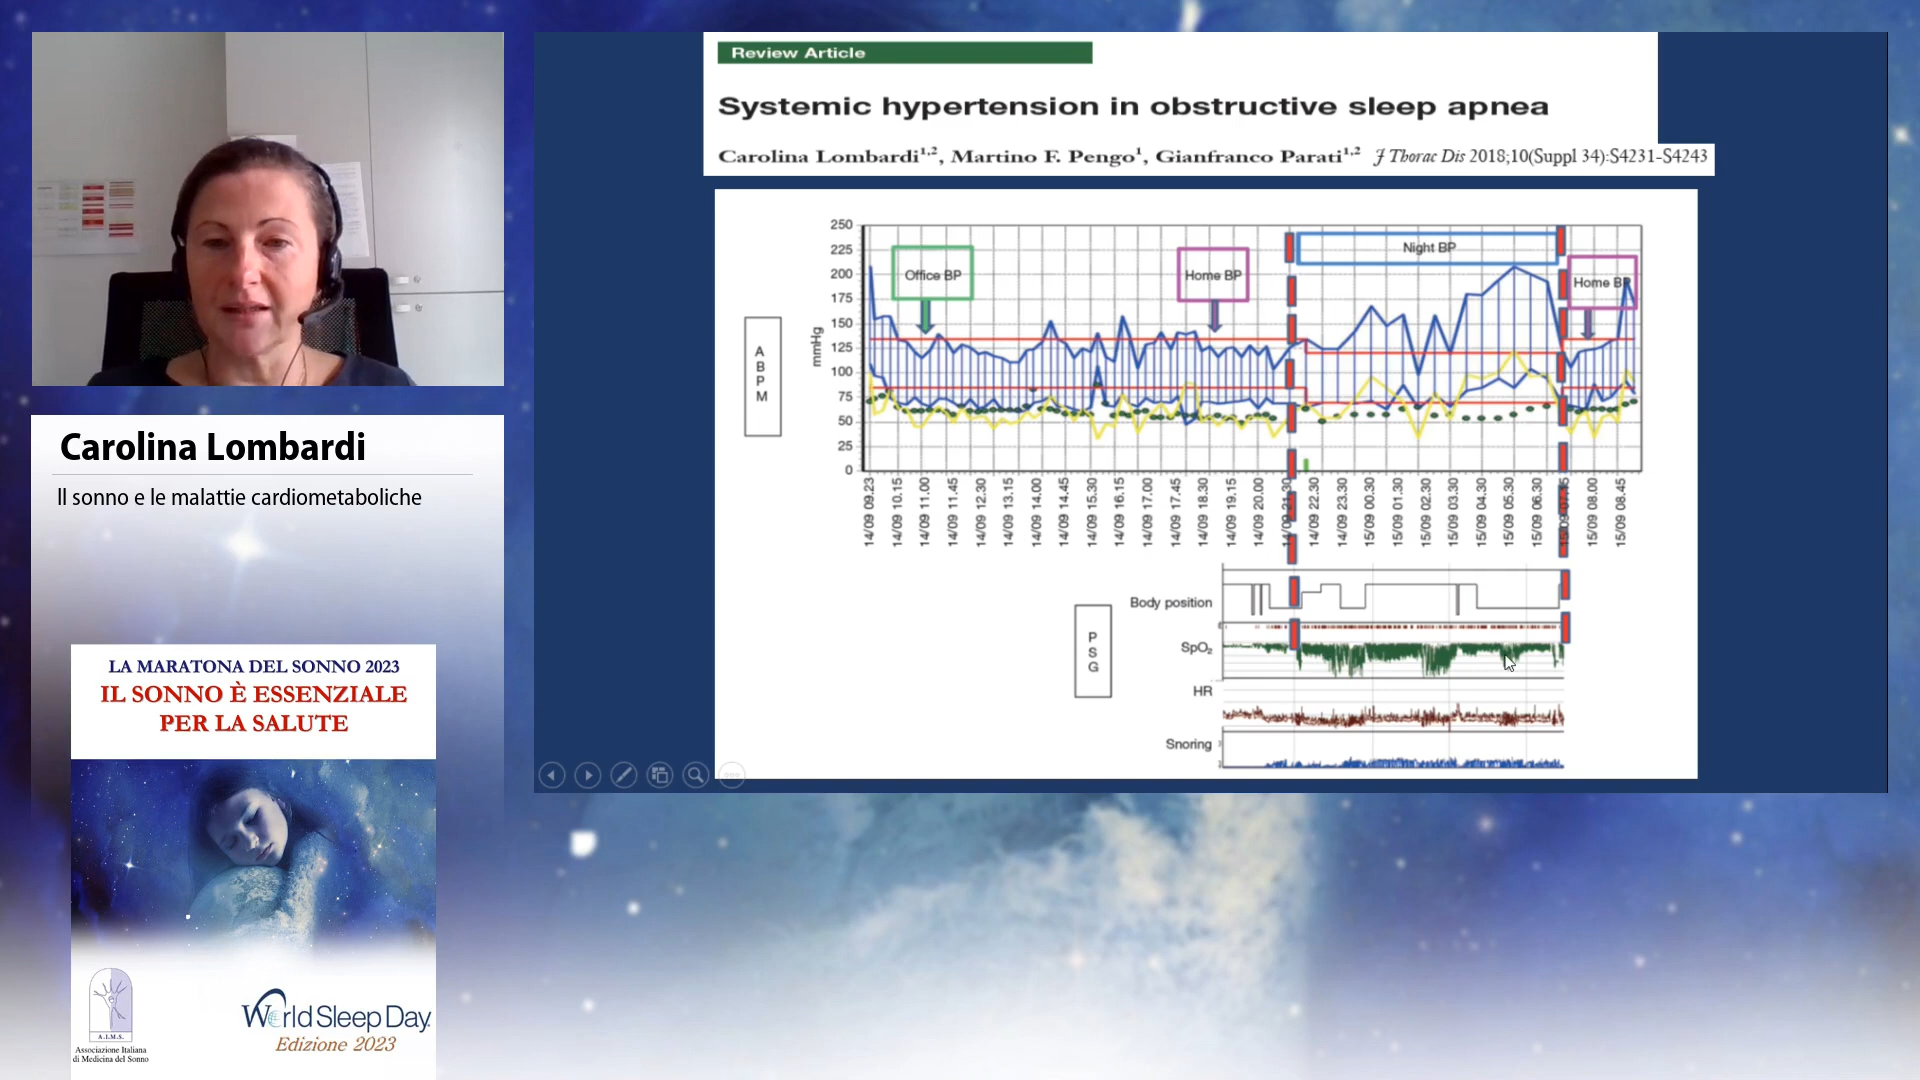 Review Article
Systemic hypertension in obstructive sleep apnea
Carolina Lombardi1,2, Martino F. Pengo1, Gianfranco Parati1,2 J Thorac Dis 2018;10(Suppl 34):S4231-S4243
Carolina Lombardi
Il sonno e le malattie cardiometaboliche
LA MARATONA DEL SONNO 2023
IL SONNO È ESSENZIALE
PER LA SALUTE
A.I.M.S.
Associazione Italiana
di Medicina del Sonno
World Sleep Day
Edizione 2023
ABPM
mmHg
250
225
200
175
150
125
100
75
50
25
0
Office BP
Home BP
Night BP
Home BP
14/09 09.23
14/09 10.15
14/09 11.00
14/09 11.45
14/09 12.30
14/09 13.15
14/09 14.00
14/09 14.45
14/09 15.30
14/09 16.15
14/09 17.00
14/09 17.45
14/09 18.30
14/09 19.15
14/09 20.00
14/09 21.30
14/09 22.30
14/09 23.30
15/09 00.30
15/09 01.30
15/09 02.30
15/09 03.30
15/09 04.30
15/09 05.30
15/09 06.30
15/09 08.00
15/09 08.45
PSG
Body position
SpO₂
HR
Snoring